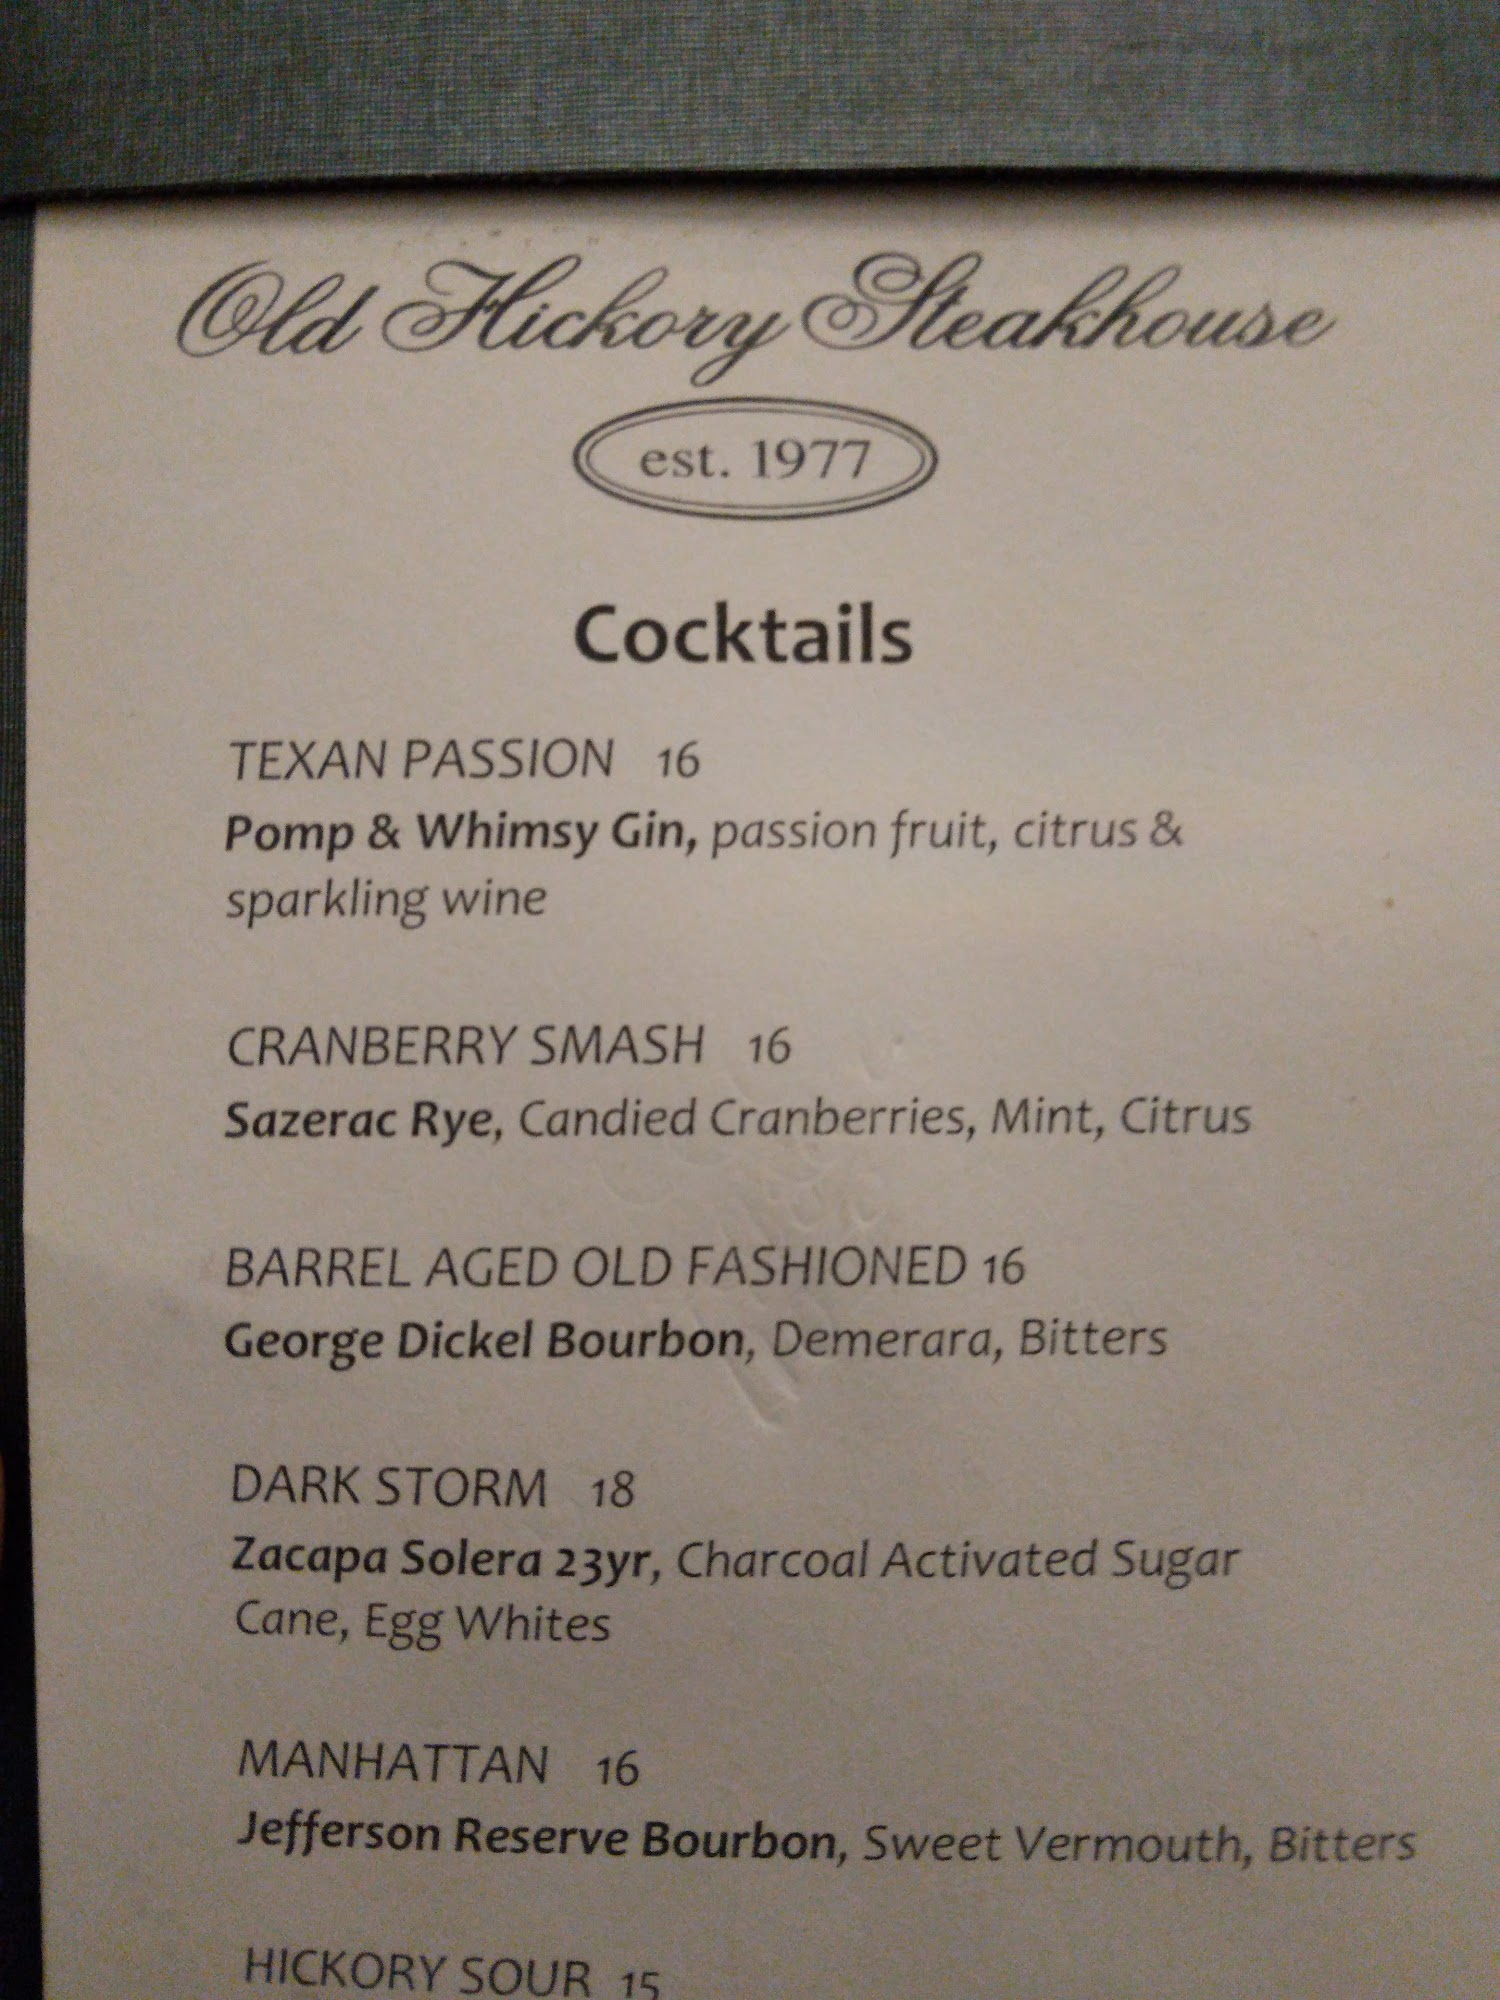 Old Hickory Steakhouse
est. 1977
Cocktails
TEXAN PASSION 16
Pomp & Whimsy Gin, passion fruit, citrus &
sparkling wine
CRANBERRY SMASH 16
Sazerac Rye, Candied Cranberries, Mint, Citrus
BARREL AGED OLD FASHIONED 16
George Dickel Bourbon, Demerara, Bitters
DARK STORM 18
Zacapa Solera 23yr, Charcoal Activated Sugar
Cane, Egg Whites
MANHATTAN 16
Jefferson Reserve Bourbon, Sweet Vermouth, Bitters
HICKORY SOUR 15